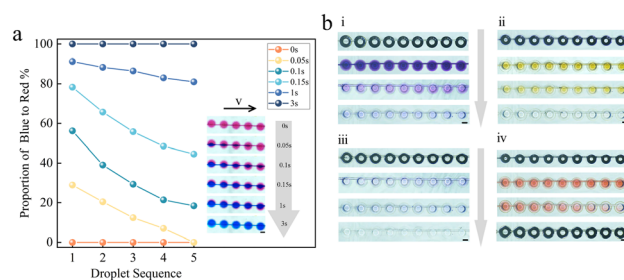 a
Proportion of Blue to Red %
100
80
60
40
20
0
1 2 3 4 5
Droplet Sequence
0s
0.05s
0.1s
0.15s
1s
3s
V
0s
0.05s
0.1s
0.15s
1s
3s
b
i
ii
iii
iv